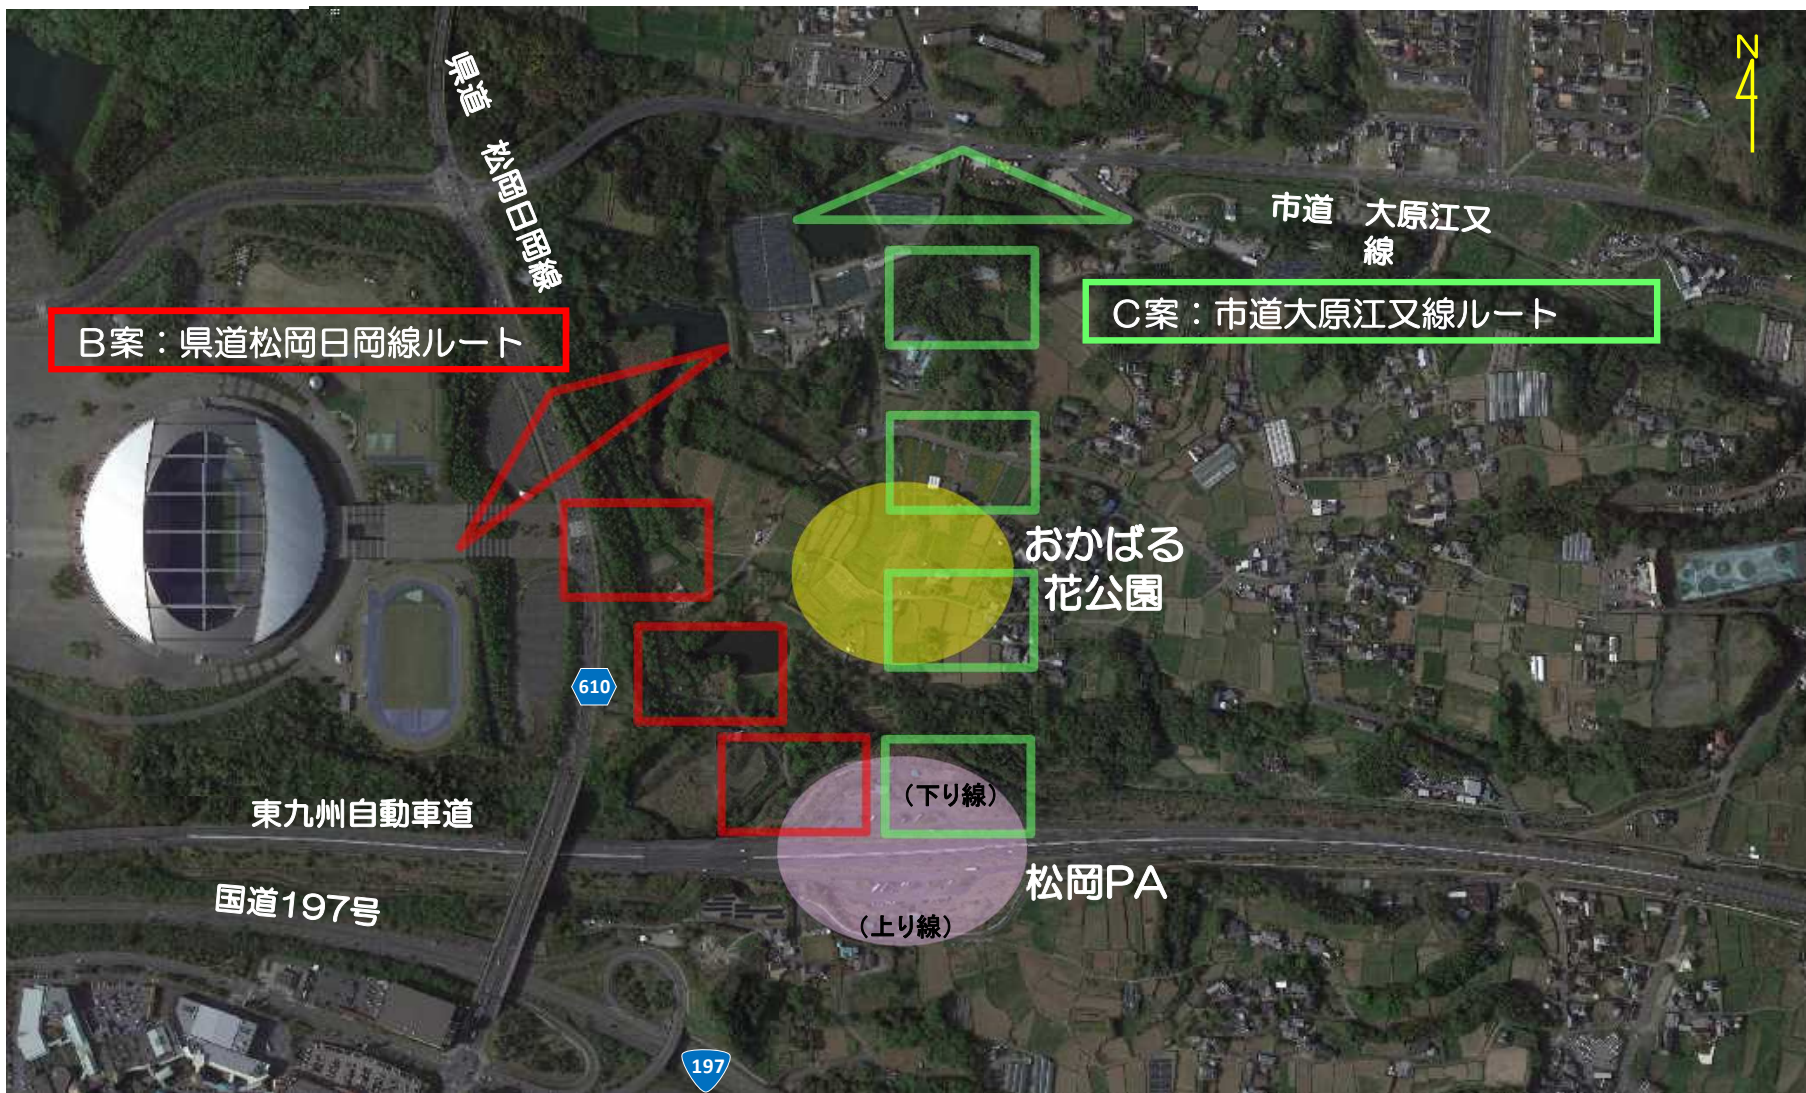 N
県道 松岡日岡線
市道 大原江又
線
B案：県道松岡日岡線ルート
C案：市道大原江又線ルート
おかばる
花公園
610
（下り線）
東九州自動車道
松岡PA
国道197号
（上り線）
197